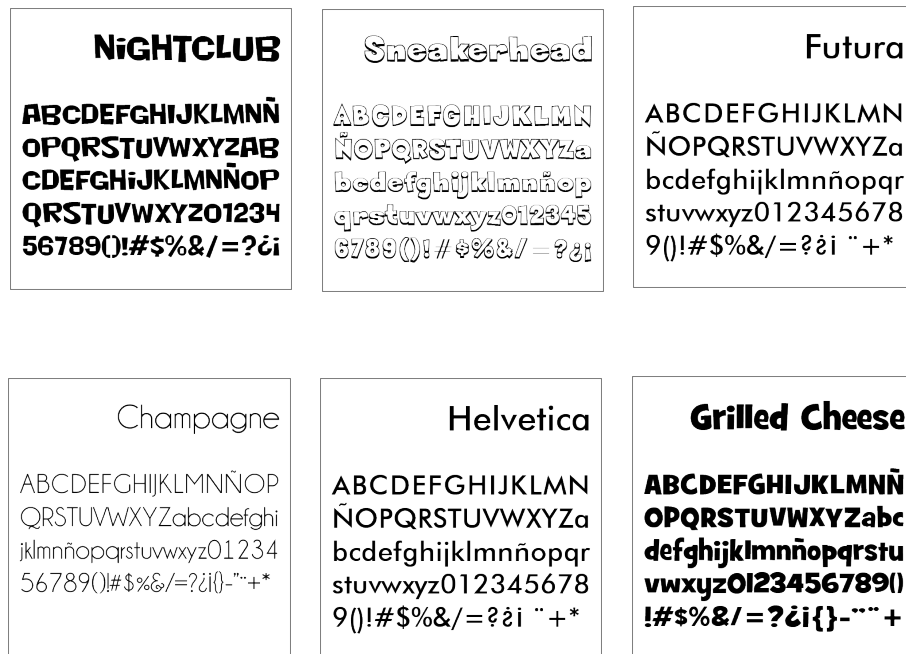 NiGHTCLUB
ABCDEFGHIJKLMNÑ
OPQRSTUVWXYZAB
CDEFGHiJKLMNÑOP
QRSTUVWXYZ01234
56789()!#$%&/=?¿¡
Sneakerhead
ABCDEFGHIJKLMN
ÑOPQRSTUVWXYZa
bcdefghijklmnñop
qrstuvwxyz012345
6789()!#$%&/=?¿¡
Futura
ABCDEFGHIJKLMN
ÑOPQRSTUVWXYZa
bcdefghijklmnñopqr
stuvwxyz012345678
9()!#$%&/=?¿¡ ¨+*
Champagne
ABCDEFGHIJKLMNÑOP
QRSTUVWXYZabcdefghi
jklmnñopqrstuvwxyz01234
56789()!#$%&/=?¿¡{}-¨¨+*
Helvetica
ABCDEFGHIJKLMN
ÑOPQRSTUVWXYZa
bcdefghijklmnñopqr
stuvwxyz012345678
9()!#$%&/=?¿¡ ¨+*
Grilled Cheese
ABCDEFGHIJKLMNÑ
OPQRSTUVWXYZabc
defghijklmnñopqrstu
vwxyz0123456789()
!#$%&/=?¿¡{}-¨¨+